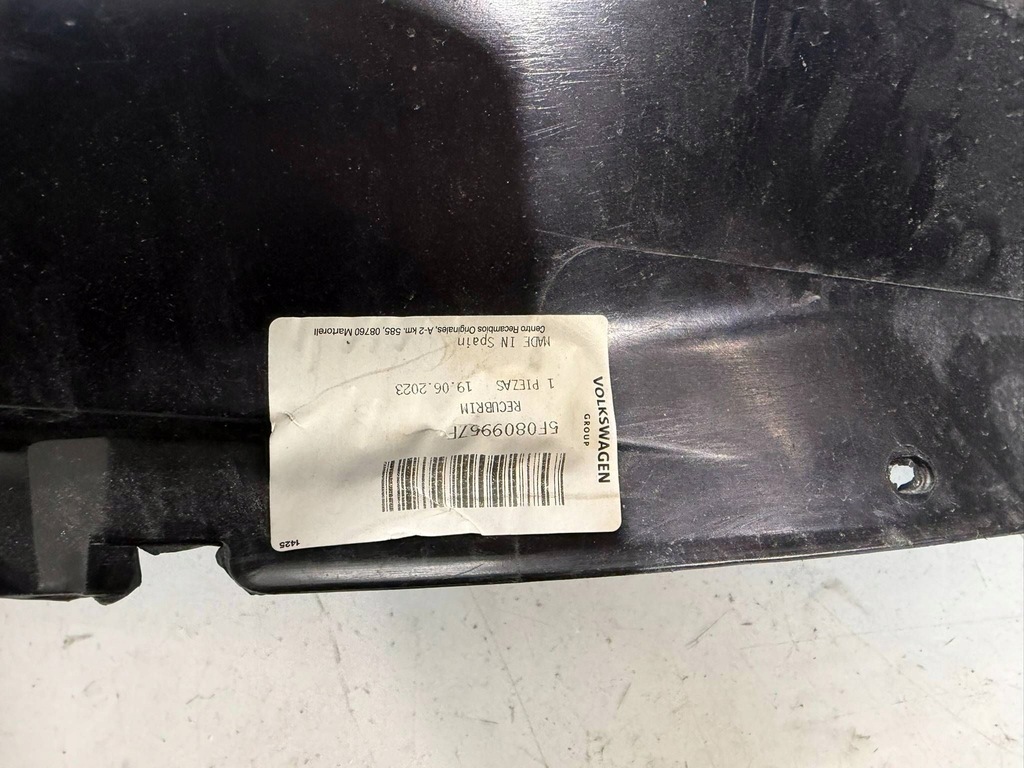 VOLKSWAGEN
GROUP
5F0809967F
RECUBRIM
1 PIEZAS 19.06.2023
MADE IN Spain
Centro Recambios Originales, A-2 km. 585, 08760 Martorell
1425